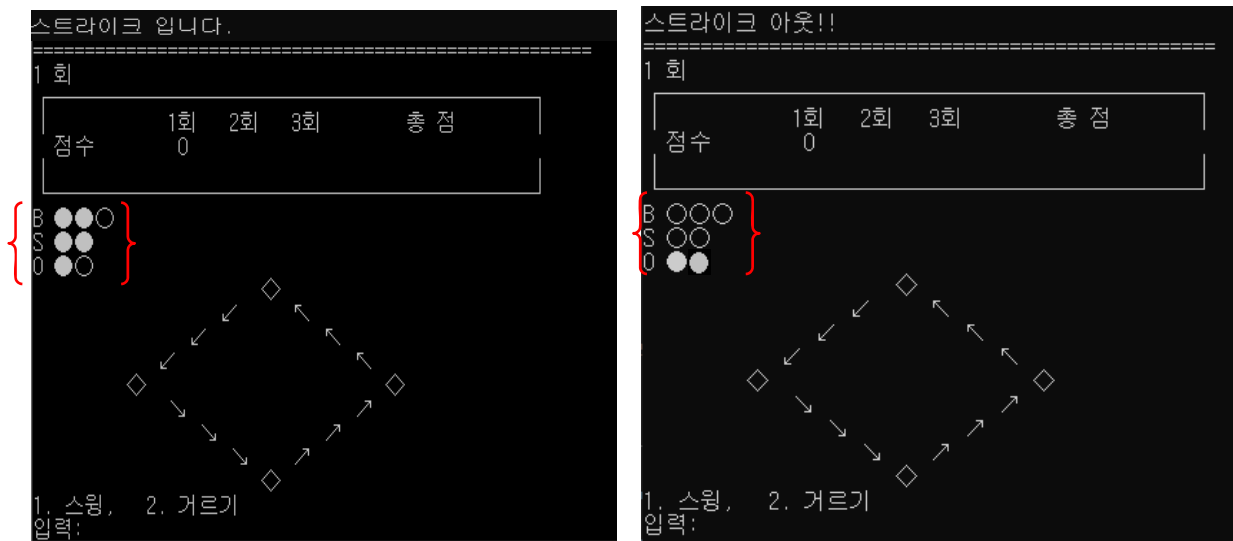 스트라이크 입니다.
==========================================================
1 회
1회 2회 3회 총 점
점수 0
B ●●○
S ●●
O ●○
◇
↙ ↖
↙ ↖
↙ ↖
◇ ◇
↘ ↗
↘ ↗
↘ ↗
◇
1. 스윙, 2. 거르기
입력:
스트라이크 아웃!!
==========================================================
1 회
1회 2회 3회 총 점
점수 0
B ○○○
S ○○
O ●●
◇
↙ ↖
↙ ↖
↙ ↖
◇ ◇
↘ ↗
↘ ↗
↘ ↗
◇
1. 스윙, 2. 거르기
입력: